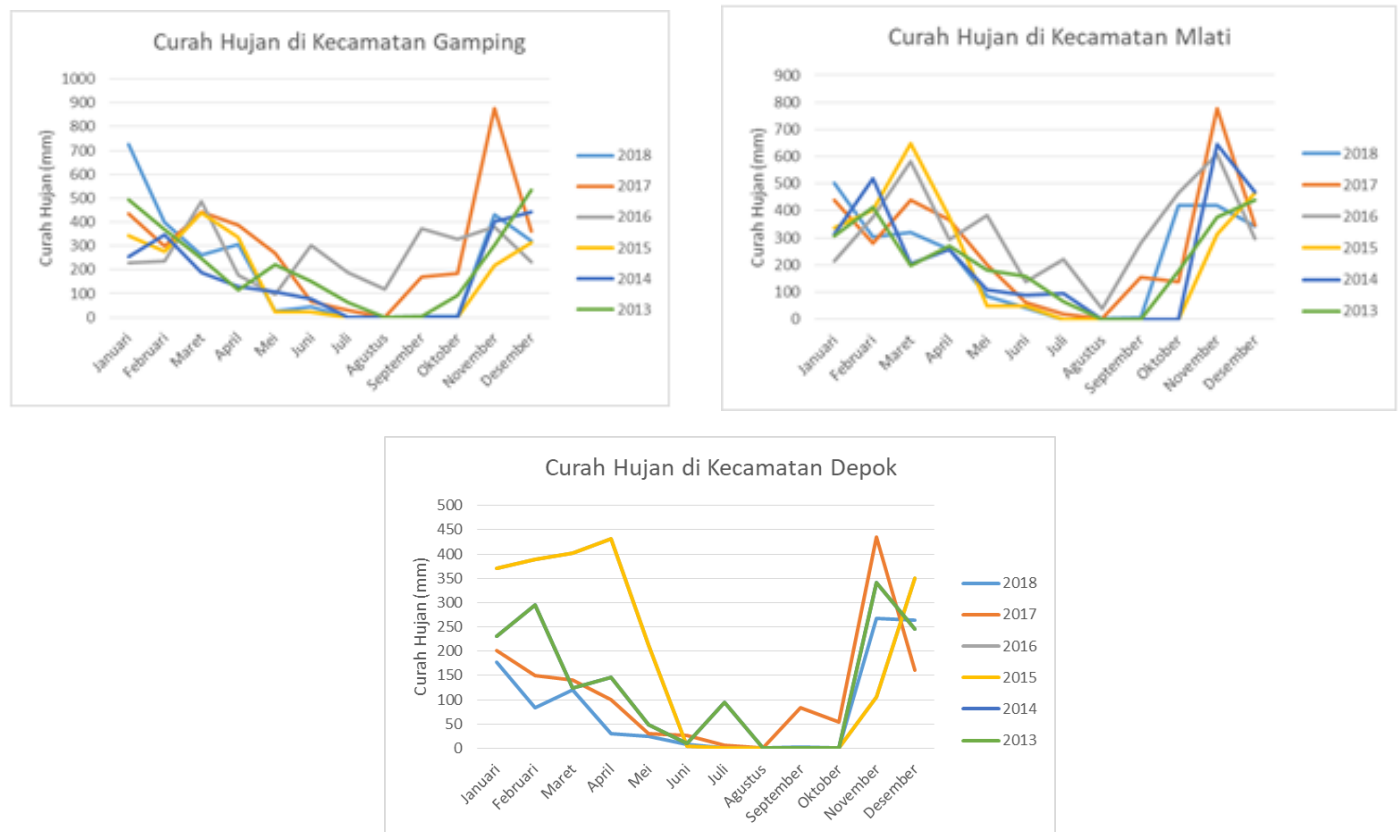 Curah Hujan di Kecamatan Gamping
Curah Hujan (mm)
1000
900
800
700
600
500
400
300
200
100
0
Januari
Februari
Maret
April
Mei
Juni
Juli
Agustus
September
Oktober
November
Desember
2018
2017
2016
2015
2014
2013
Curah Hujan di Kecamatan Mlati
Curah Hujan (mm)
900
800
700
600
500
400
300
200
100
0
Januari
Februari
Maret
April
Mei
Juni
Juli
Agustus
September
Oktober
November
Desember
2018
2017
2016
2015
2014
2013
Curah Hujan di Kecamatan Depok
Curah Hujan (mm)
500
450
400
350
300
250
200
150
100
50
0
Januari
Februari
Maret
April
Mei
Juni
Juli
Agustus
September
Oktober
November
Desember
2018
2017
2016
2015
2014
2013